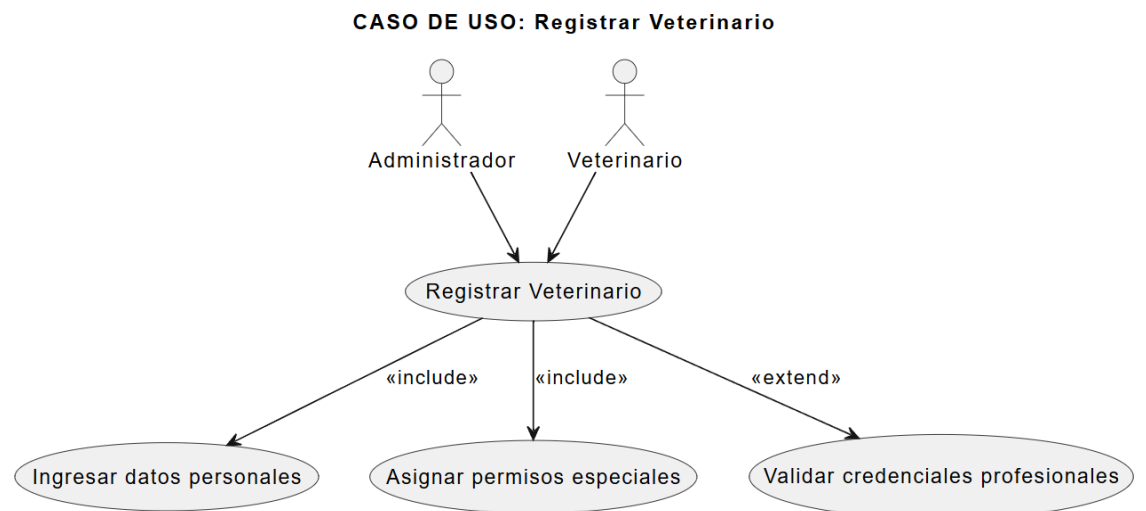 CASO DE USO: Registrar Veterinario
Administrador
Veterinario
Registrar Veterinario
«include»
«include»
«extend»
Ingresar datos personales
Asignar permisos especiales
Validar credenciales profesionales